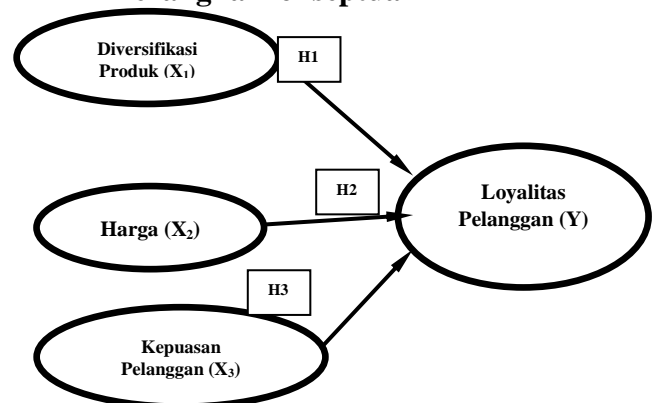 Diversifikasi
Produk (X₁)
H1
H2
Loyalitas
Pelanggan (Y)
Harga (X₂)
H3
Kepuasan
Pelanggan (X₃)